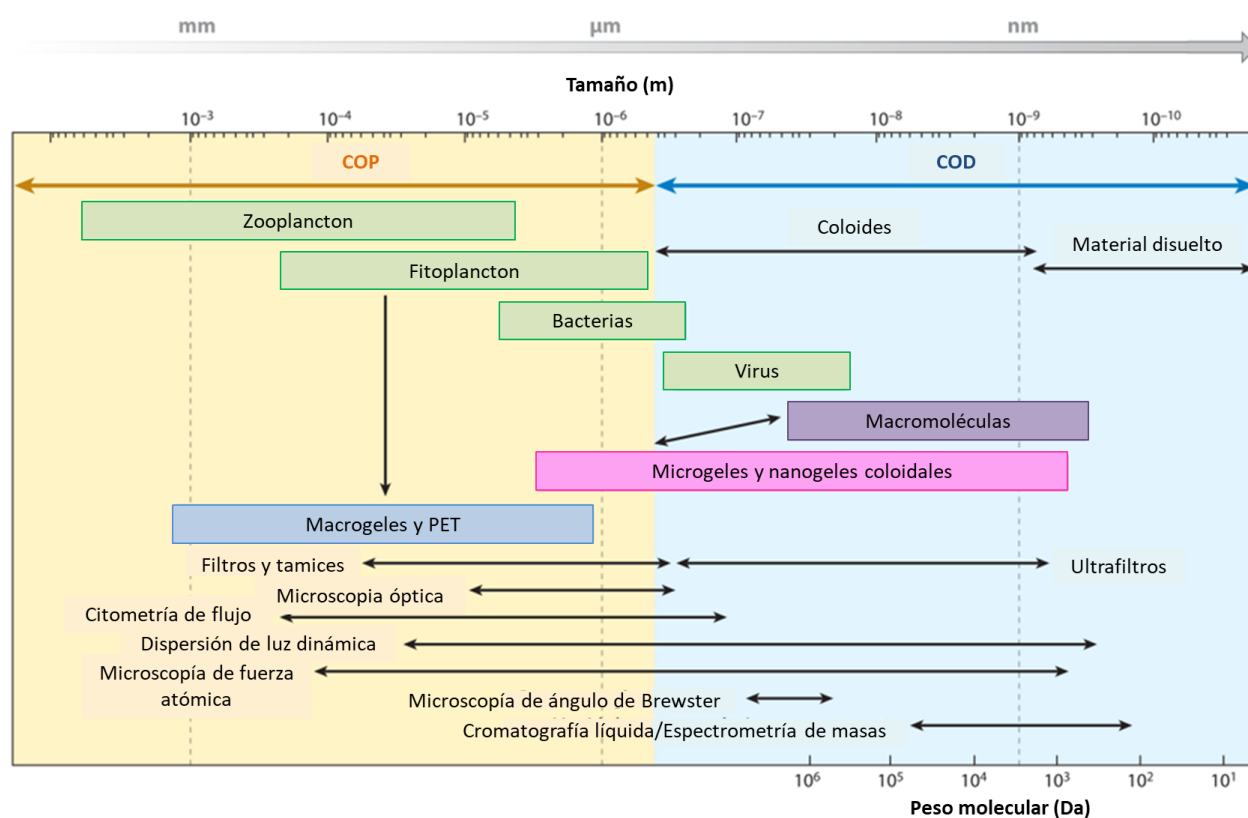 mm µm nm
Tamaño (m)
10⁻³ 10⁻⁴ 10⁻⁵ 10⁻⁶ 10⁻⁷ 10⁻⁸ 10⁻⁹ 10⁻¹⁰
COP COD
Zooplancton
Coloides
Material disuelto
Fitoplancton
Bacterias
Virus
Macromoléculas
Microgeles y nanogeles coloidales
Macrogeles y PET
Filtros y tamices
Ultrafiltros
Microscopia óptica
Citometría de flujo
Dispersión de luz dinámica
Microscopía de fuerza
atómica
Microscopía de ángulo de Brewster
Cromatografía líquida/Espectrometría de masas
10⁶ 10⁵ 10⁴ 10³ 10² 10¹
Peso molecular (Da)